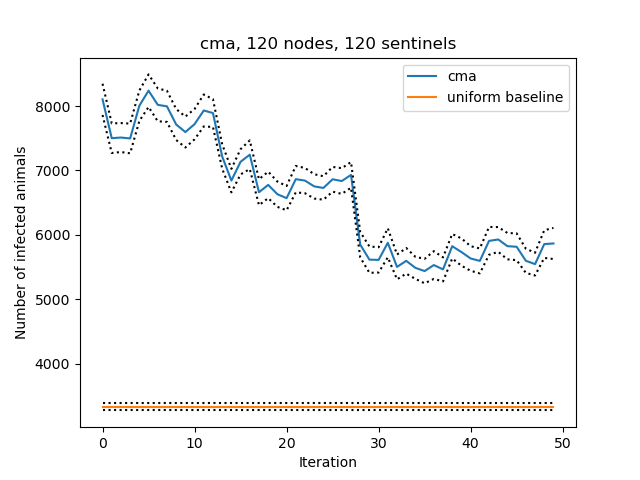 cma, 120 nodes, 120 sentinels
cma
uniform baseline
8000
7000
6000
5000
4000
Number of infected animals
0 10 20 30 40 50
Iteration